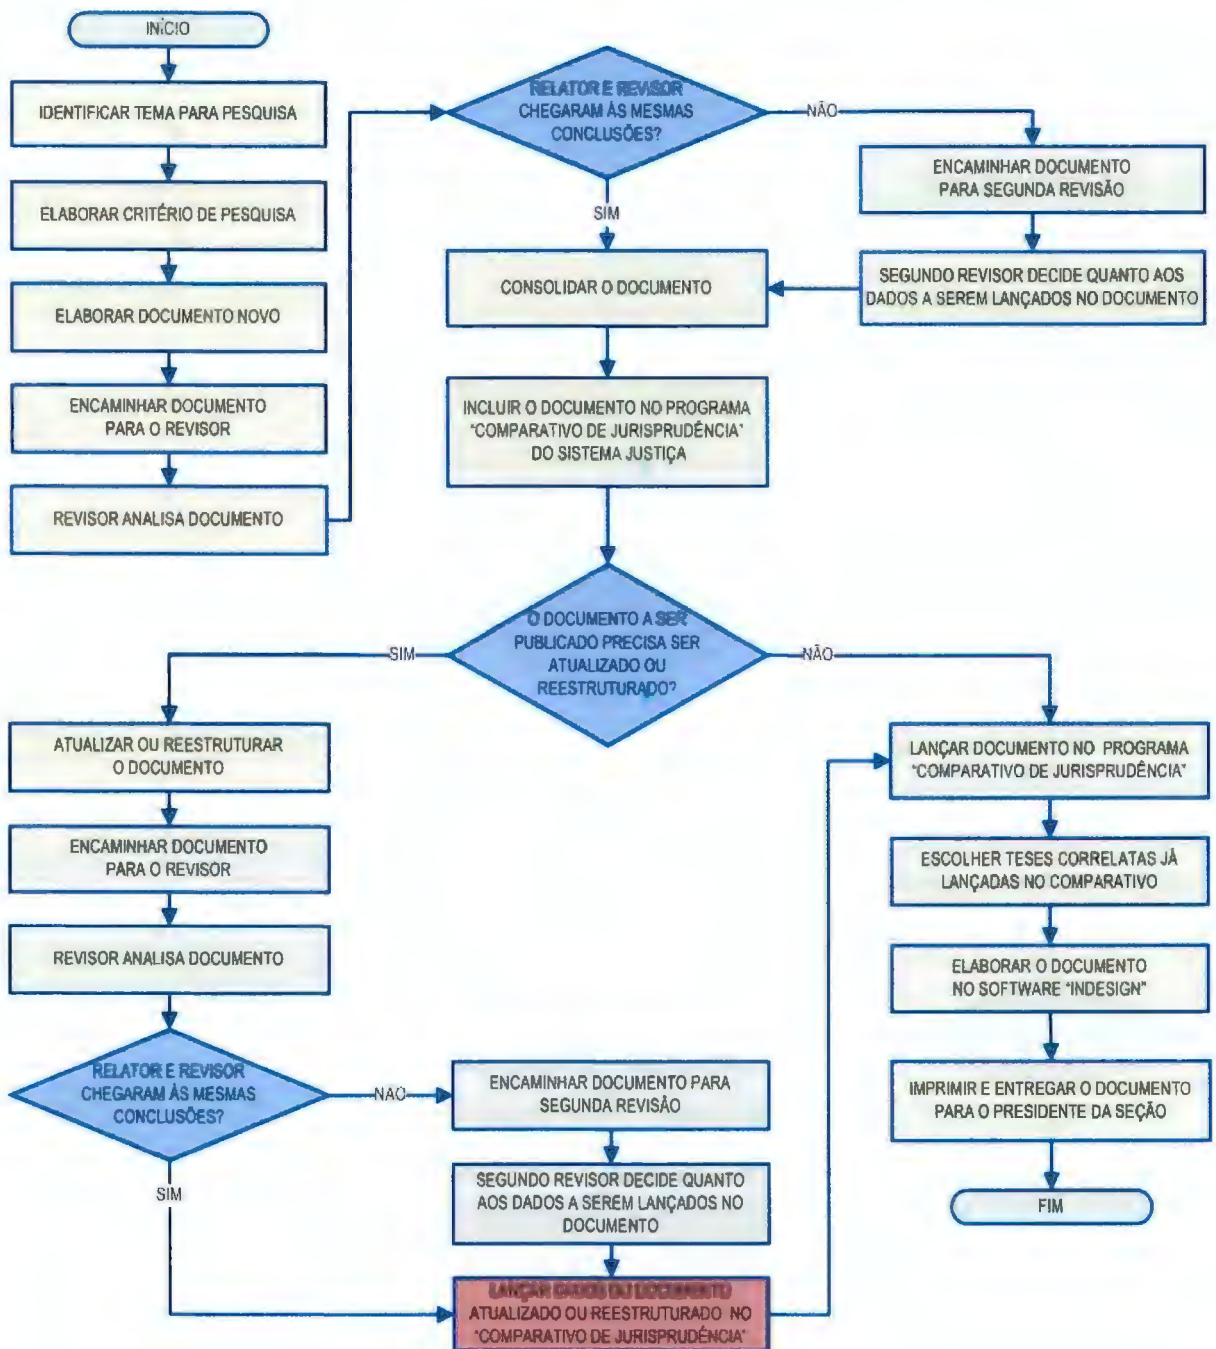 INÍCIO
IDENTIFICAR TEMA PARA PESQUISA
ELABORAR CRITÉRIO DE PESQUISA
ELABORAR DOCUMENTO NOVO
ENCAMINHAR DOCUMENTO
PARA O REVISOR
REVISOR ANALISA DOCUMENTO
RELATOR E REVISOR
CHEGARAM ÀS MESMAS
CONCLUSÕES?
NÃO
SIM
ENCAMINHAR DOCUMENTO
PARA SEGUNDA REVISÃO
SEGUNDO REVISOR DECIDE QUANTO AOS
DADOS A SEREM LANÇADOS NO DOCUMENTO
CONSOLIDAR O DOCUMENTO
INCLUIR O DOCUMENTO NO PROGRAMA
"COMPARATIVO DE JURISPRUDÊNCIA"
DO SISTEMA JUSTIÇA
O DOCUMENTO A SER
PUBLICADO PRECISA SER
ATUALIZADO OU
REESTRUTURADO?
SIM
NÃO
ATUALIZAR OU REESTRUTURAR
O DOCUMENTO
ENCAMINHAR DOCUMENTO
PARA O REVISOR
REVISOR ANALISA DOCUMENTO
RELATOR E REVISOR
CHEGARAM ÀS MESMAS
CONCLUSÕES?
NÃO
SIM
ENCAMINHAR DOCUMENTO PARA
SEGUNDA REVISÃO
SEGUNDO REVISOR DECIDE QUANTO
AOS DADOS A SEREM LANÇADOS NO
DOCUMENTO
LANÇAR DADOS DO DOCUMENTO
ATUALIZADO OU REESTRUTURADO NO
"COMPARATIVO DE JURISPRUDÊNCIA"
LANÇAR DOCUMENTO NO PROGRAMA
"COMPARATIVO DE JURISPRUDÊNCIA"
ESCOLHER TESES CORRELATAS JÁ
LANÇADAS NO COMPARATIVO
ELABORAR O DOCUMENTO
NO SOFTWARE "INDESIGN"
IMPRIMIR E ENTREGAR O DOCUMENTO
PARA O PRESIDENTE DA SEÇÃO
FIM